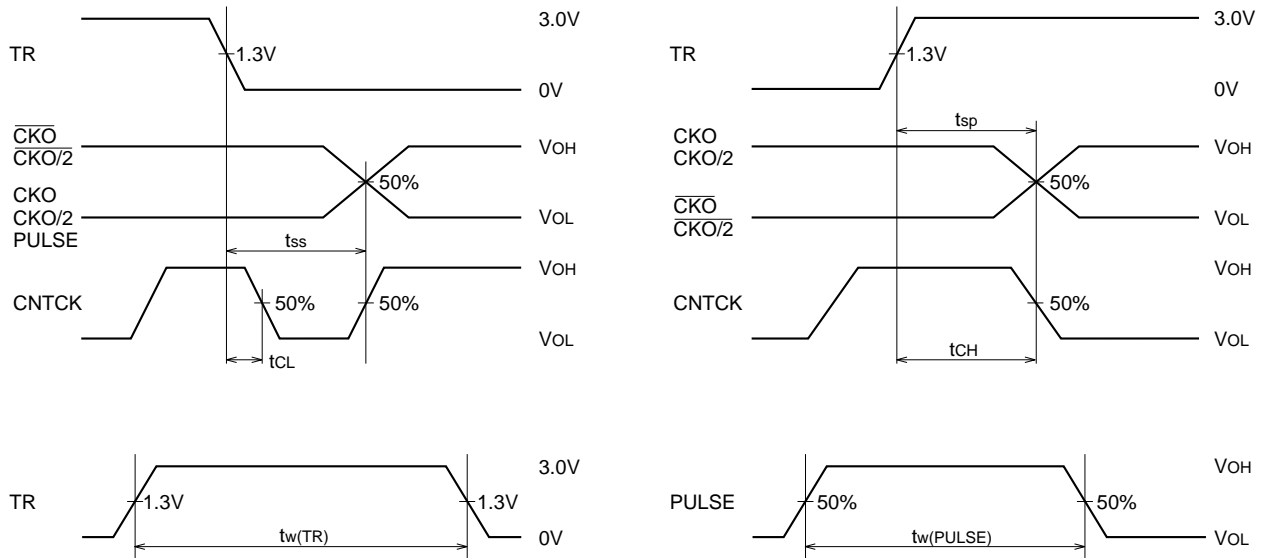 TR
3.0V
1.3V
0V
CKO
CKO/2
VOH
50%
CKO
CKO/2
PULSE
VOL
tss
CNTCK
VOH
50%
50%
VOL
tCL
TR
3.0V
1.3V
0V
tsp
CKO
CKO/2
VOH
50%
CKO
CKO/2
VOL
CNTCK
VOH
50%
VOL
tCH
TR
3.0V
1.3V
1.3V
tw(TR)
0V
PULSE
VOH
50%
50%
tw(PULSE)
VOL